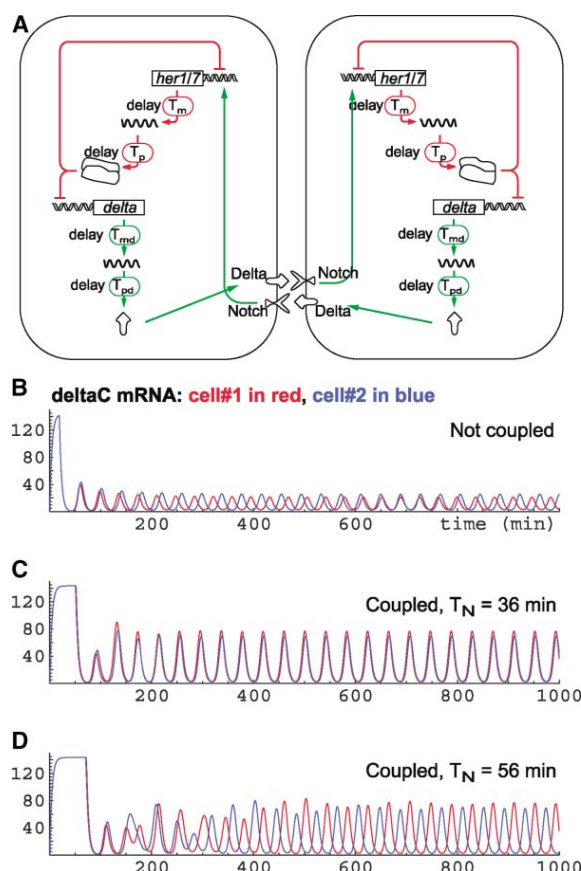 A
her1/7
her1/7
delay Tm
delay Tm
delay Tp
delay Tp
delta
delta
delay Tmd
delay Tmd
delay Tpd
delay Tpd
Delta
Notch
Notch
Delta
B
deltaC mRNA: cell#1 in red, cell#2 in blue
Not coupled
120
80
40
200
400
600
time (min)
1000
C
Coupled, TN = 36 min
120
80
40
200
400
600
800
1000
D
Coupled, TN = 56 min
120
80
40
200
400
600
800
1000